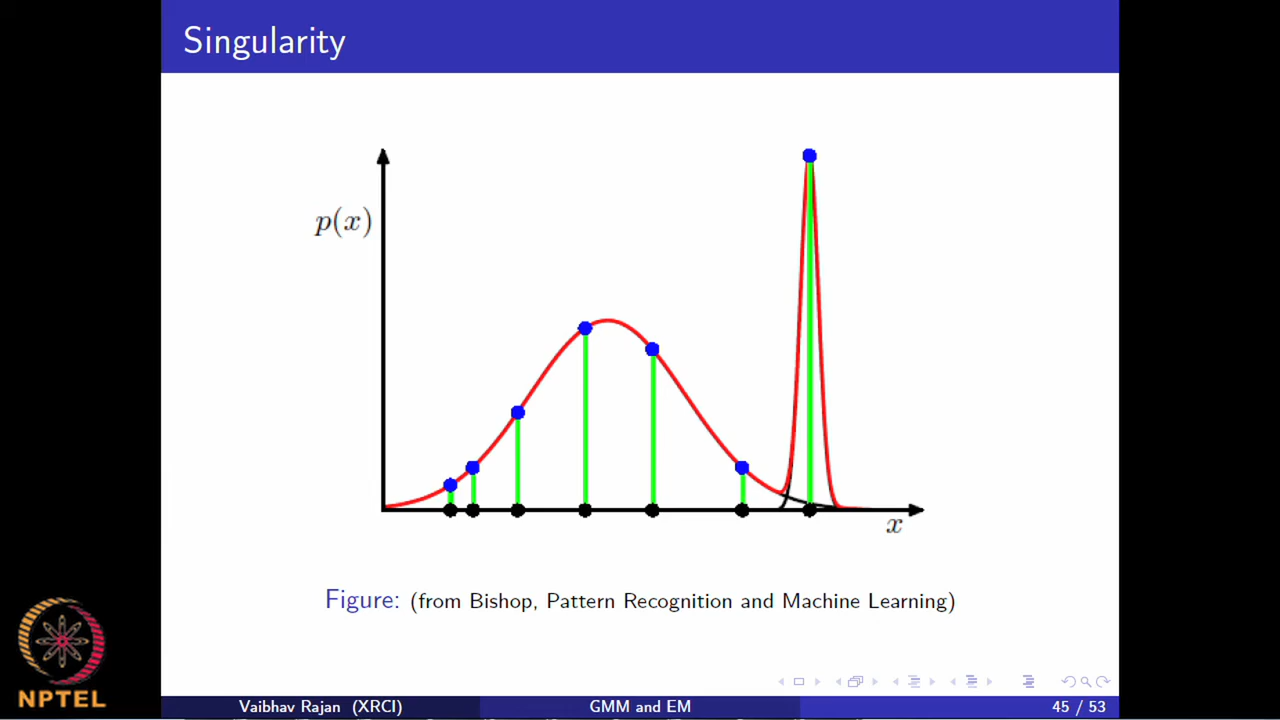 Singularity
p(x)
x
Figure: (from Bishop, Pattern Recognition and Machine Learning)
NPTEL
Vaibhav Rajan (XRCI) GMM and EM 45 / 53